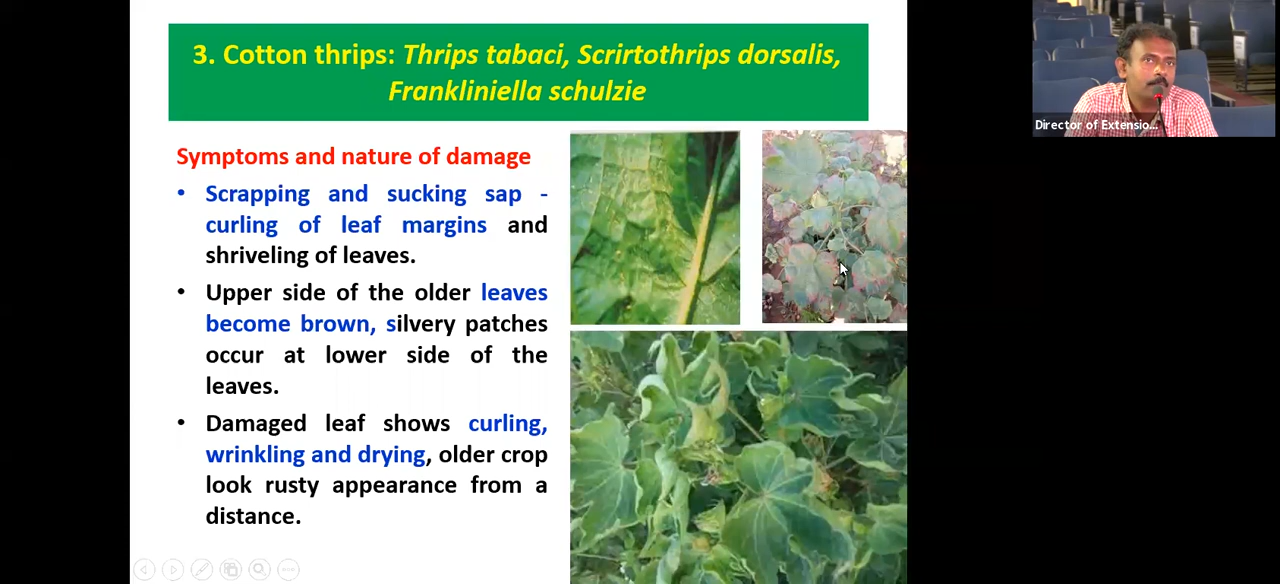 3. Cotton thrips: Thrips tabaci, Scrirtothrips dorsalis,
Frankliniella schulzie
Symptoms and nature of damage
• Scrapping and sucking sap -
curling of leaf margins and
shriveling of leaves.
• Upper side of the older leaves
become brown, silvery patches
occur at lower side of the
leaves.
• Damaged leaf shows curling,
wrinkling and drying, older crop
look rusty appearance from a
distance.
Director of Extensio...